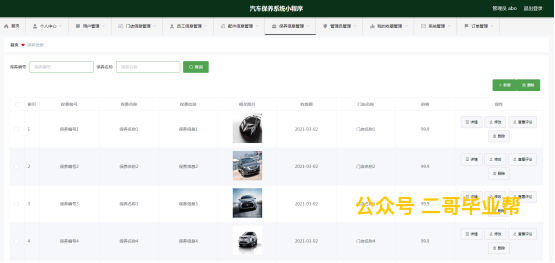 汽车保养系统小程序
管理员 abo 退出登录
首页 个人中心 用户管理 门店信息管理 员工信息管理 配件信息管理 保养信息管理 管理员管理 我的收藏管理 系统管理 订单管理
首页 保养信息
保养编号 保养编号 保养名称 保养名称 查询
新增 删除
索引 保养编号 保养名称 保养类型 相关图片 发布日期 门店名称 价格 操作
1 保养编号1 保养名称1 保养类型1 2021-03-02 门店名称1 99.9 详情 修改 查看评论
删除
2 保养编号2 保养名称2 保养类型2 2021-03-02 门店名称2 99.9 详情 修改 查看评论
删除
3 保养编号3 保养名称3 保养类型3 2021-03-02 门店名称3 99.9 详情 修改 查看评论
删除
公众号 二哥毕业帮
4 保养编号4 保养名称4 保养类型4 2021-03-02 门店名称4 99.9 详情 修改 查看评论
删除